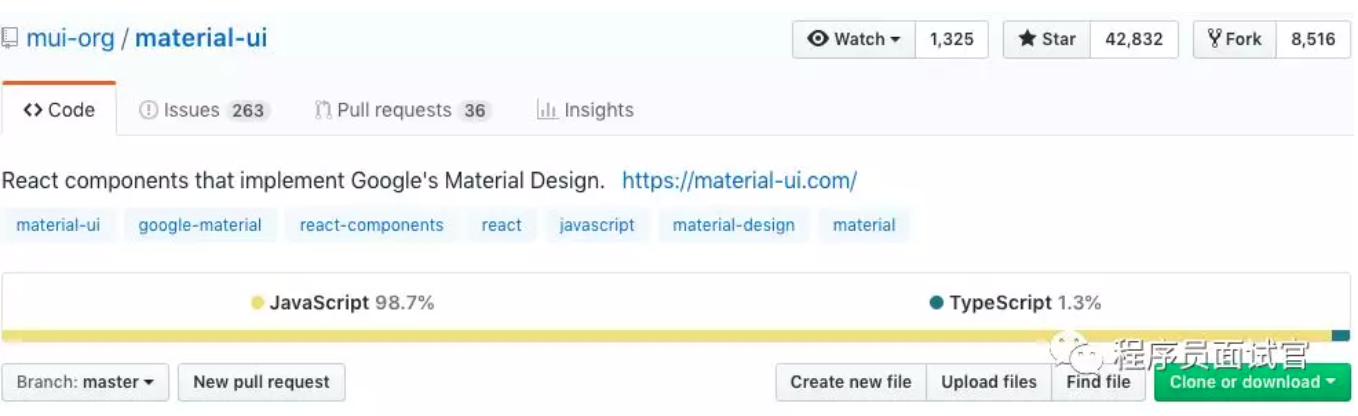 mui-org / material-ui Watch 1,325 Star 42,832 Fork 8,516
Code Issues 263 Pull requests 36 Insights
React components that implement Google's Material Design. https://material-ui.com/
material-ui google-material react-components react javascript material-design material
JavaScript 98.7% TypeScript 1.3%
程序员面试官
Branch: master New pull request Create new file Upload files Find file Clone or download